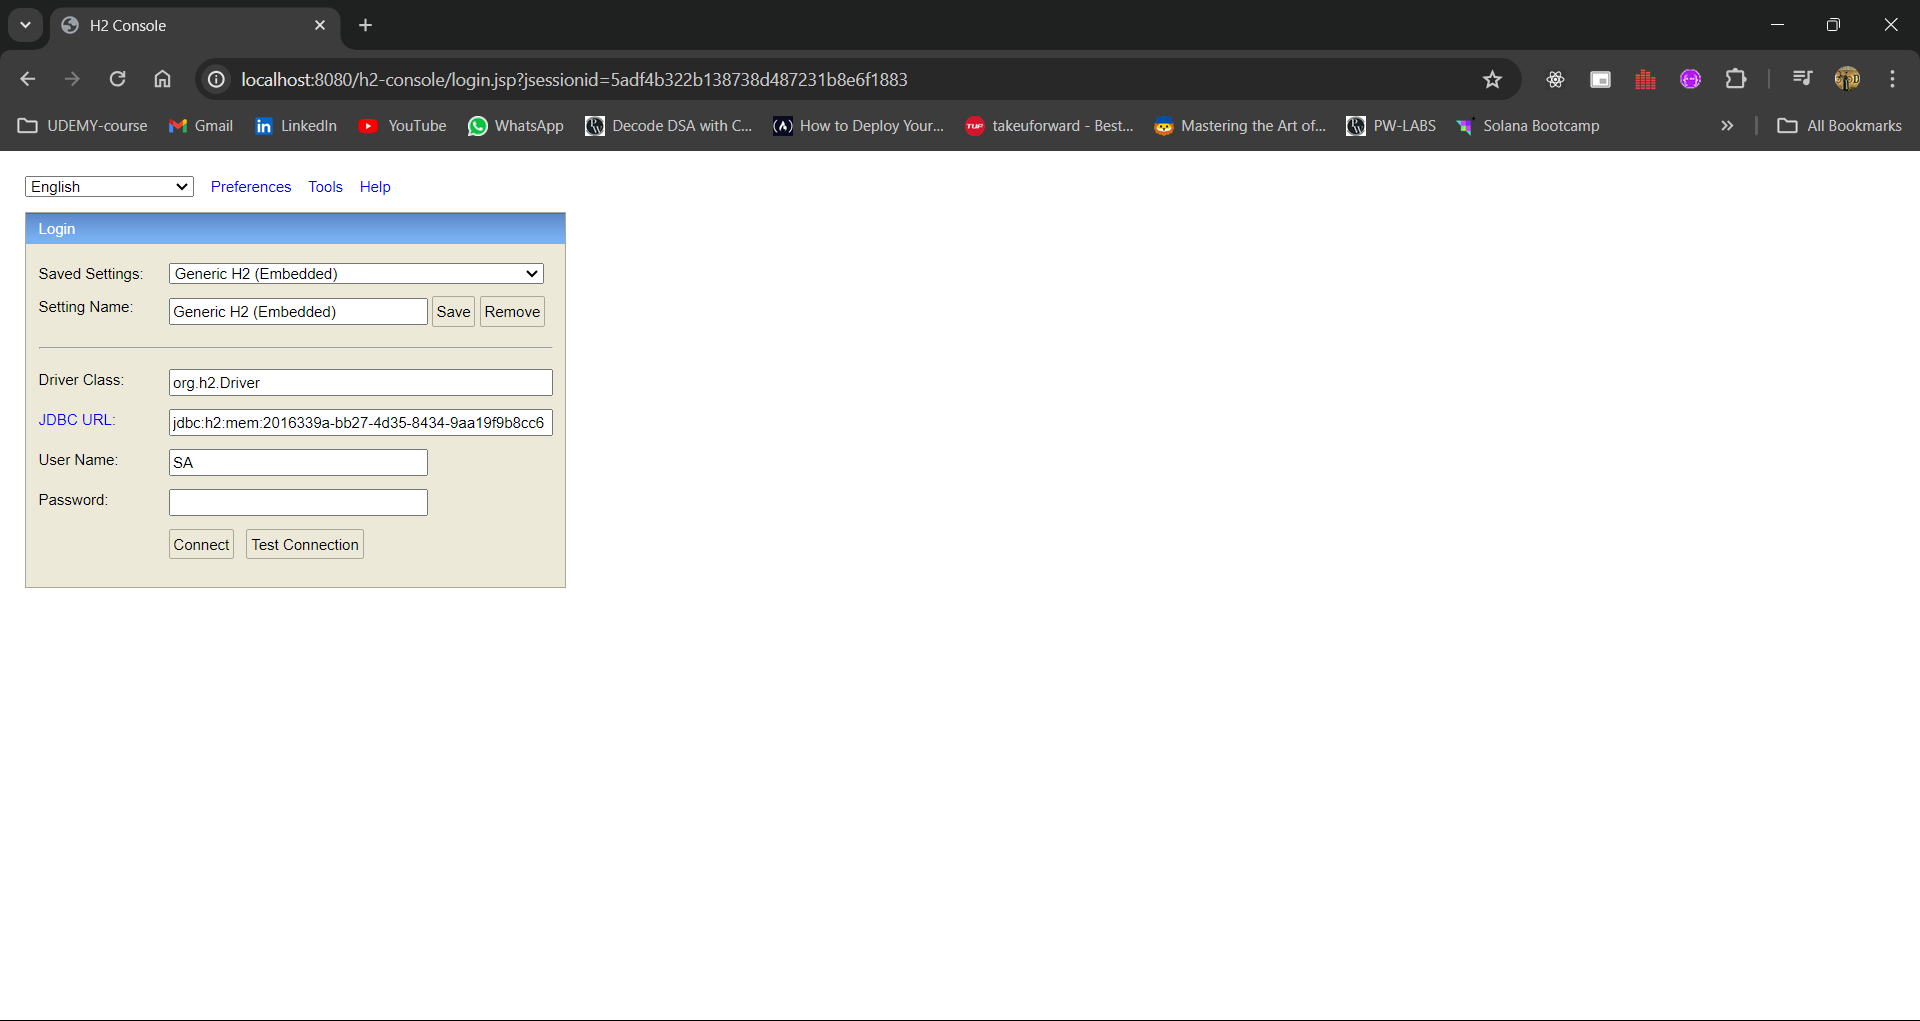 H2 Console
localhost:8080/h2-console/login.jsp?jsessionid=5adf4b322b138738d487231b8e6f1883
UDEMY-course Gmail LinkedIn YouTube WhatsApp Decode DSA with C... How to Deploy Your... takeuforward - Best... Mastering the Art of... PW-LABS Solana Bootcamp » All Bookmarks
English Preferences Tools Help
Login
Saved Settings: Generic H2 (Embedded)
Setting Name: Generic H2 (Embedded) Save Remove
Driver Class: org.h2.Driver
JDBC URL: jdbc:h2:mem:2016339a-bb27-4d35-8434-9aa19f9b8cc6
User Name: SA
Password:
Connect Test Connection